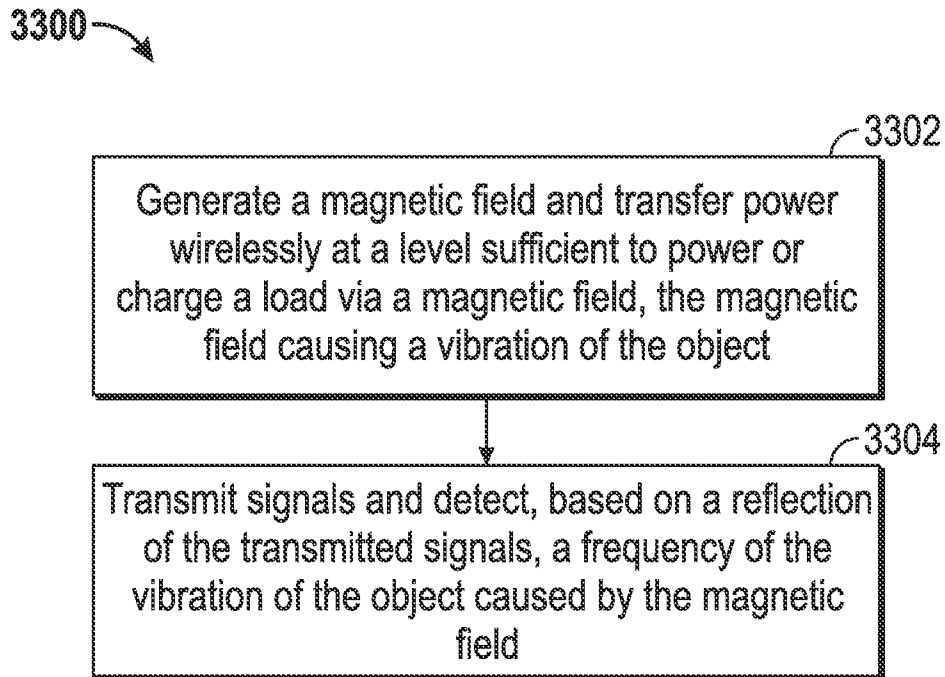 3300
3302
Generate a magnetic field and transfer power
wirelessly at a level sufficient to power or
charge a load via a magnetic field, the magnetic
field causing a vibration of the object
3304
Transmit signals and detect, based on a reflection
of the transmitted signals, a frequency of the
vibration of the object caused by the magnetic
field